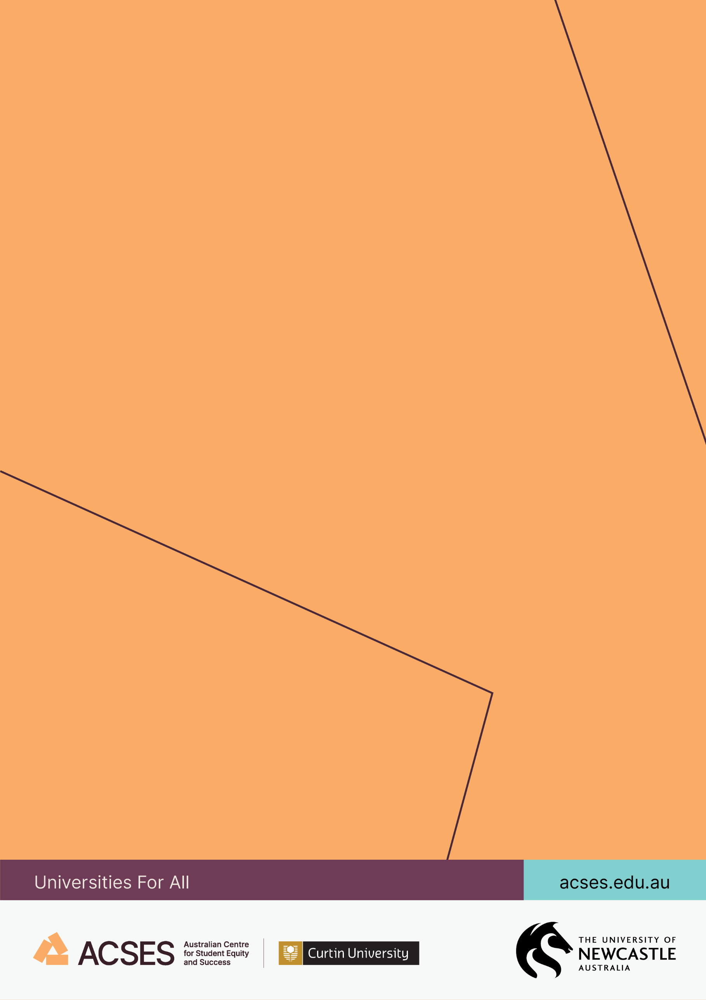 Universities For All
acses.edu.au
ACSES
Australian Centre
for Student Equity
and Success
Curtin University
THE UNIVERSITY OF
NEWCASTLE
AUSTRALIA